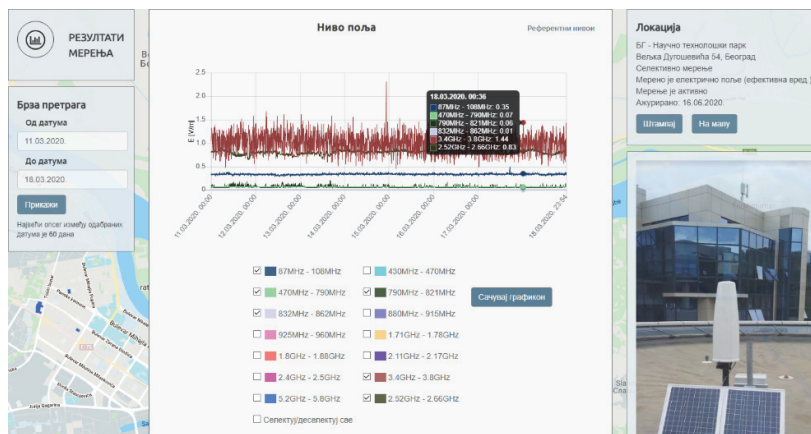 РЕЗУЛТАТИ
МЕРЕЊА
Брза претрага
Од датума
11.03.2020.
До датума
18.03.2020.
Прикажи
Највећи опсег између одабраних
датума је 60 дана
Ниво поља
Референтни нивои
E [V/m]
2.5
2.0
1.5
1.0
0.5
0
18.03.2020. 00:36
87MHz - 108MHz: 0.35
470MHz - 790MHz: 0.07
790MHz - 821MHz: 0.06
832MHz - 862MHz: 0.01
3.4GHz - 3.8GHz: 1.44
2.52GHz - 2.66GHz: 0.83
11.03.2020. 00:00
12.03.2020. 00:00
13.03.2020. 00:00
14.03.2020. 00:00
15.03.2020. 00:00
16.03.2020. 00:00
17.03.2020. 00:00
18.03.2020. 23:54
87MHz - 108MHz
430MHz - 470MHz
470MHz - 790MHz
790MHz - 821MHz
832MHz - 862MHz
880MHz - 915MHz
925MHz - 960MHz
1.71GHz - 1.78GHz
1.8GHz - 1.88GHz
2.11GHz - 2.17GHz
2.4GHz - 2.5GHz
3.4GHz - 3.8GHz
5.2GHz - 5.8GHz
2.52GHz - 2.66GHz
Селектуј/деселектуј све
Сачувај графикон
Локација
БГ - Научно технолошки парк
Вељка Дугошевића 54, Београд
Селективно мерење
Мерено је електрично поље (ефективна вред.)
Мерење је активно
Ажурирано: 16.06.2020.
Штампај
На мапу